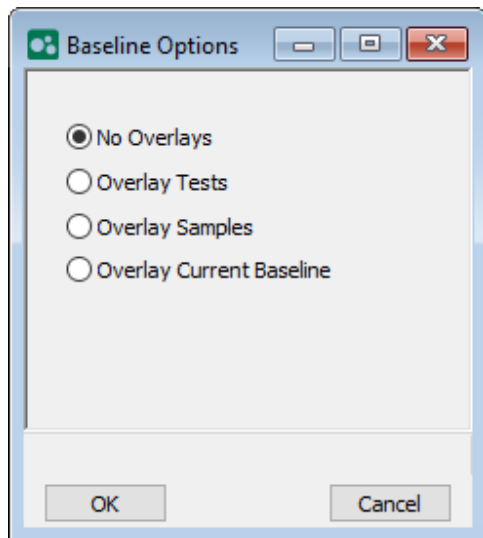 Baseline Options
No Overlays
Overlay Tests
Overlay Samples
Overlay Current Baseline
OK
Cancel